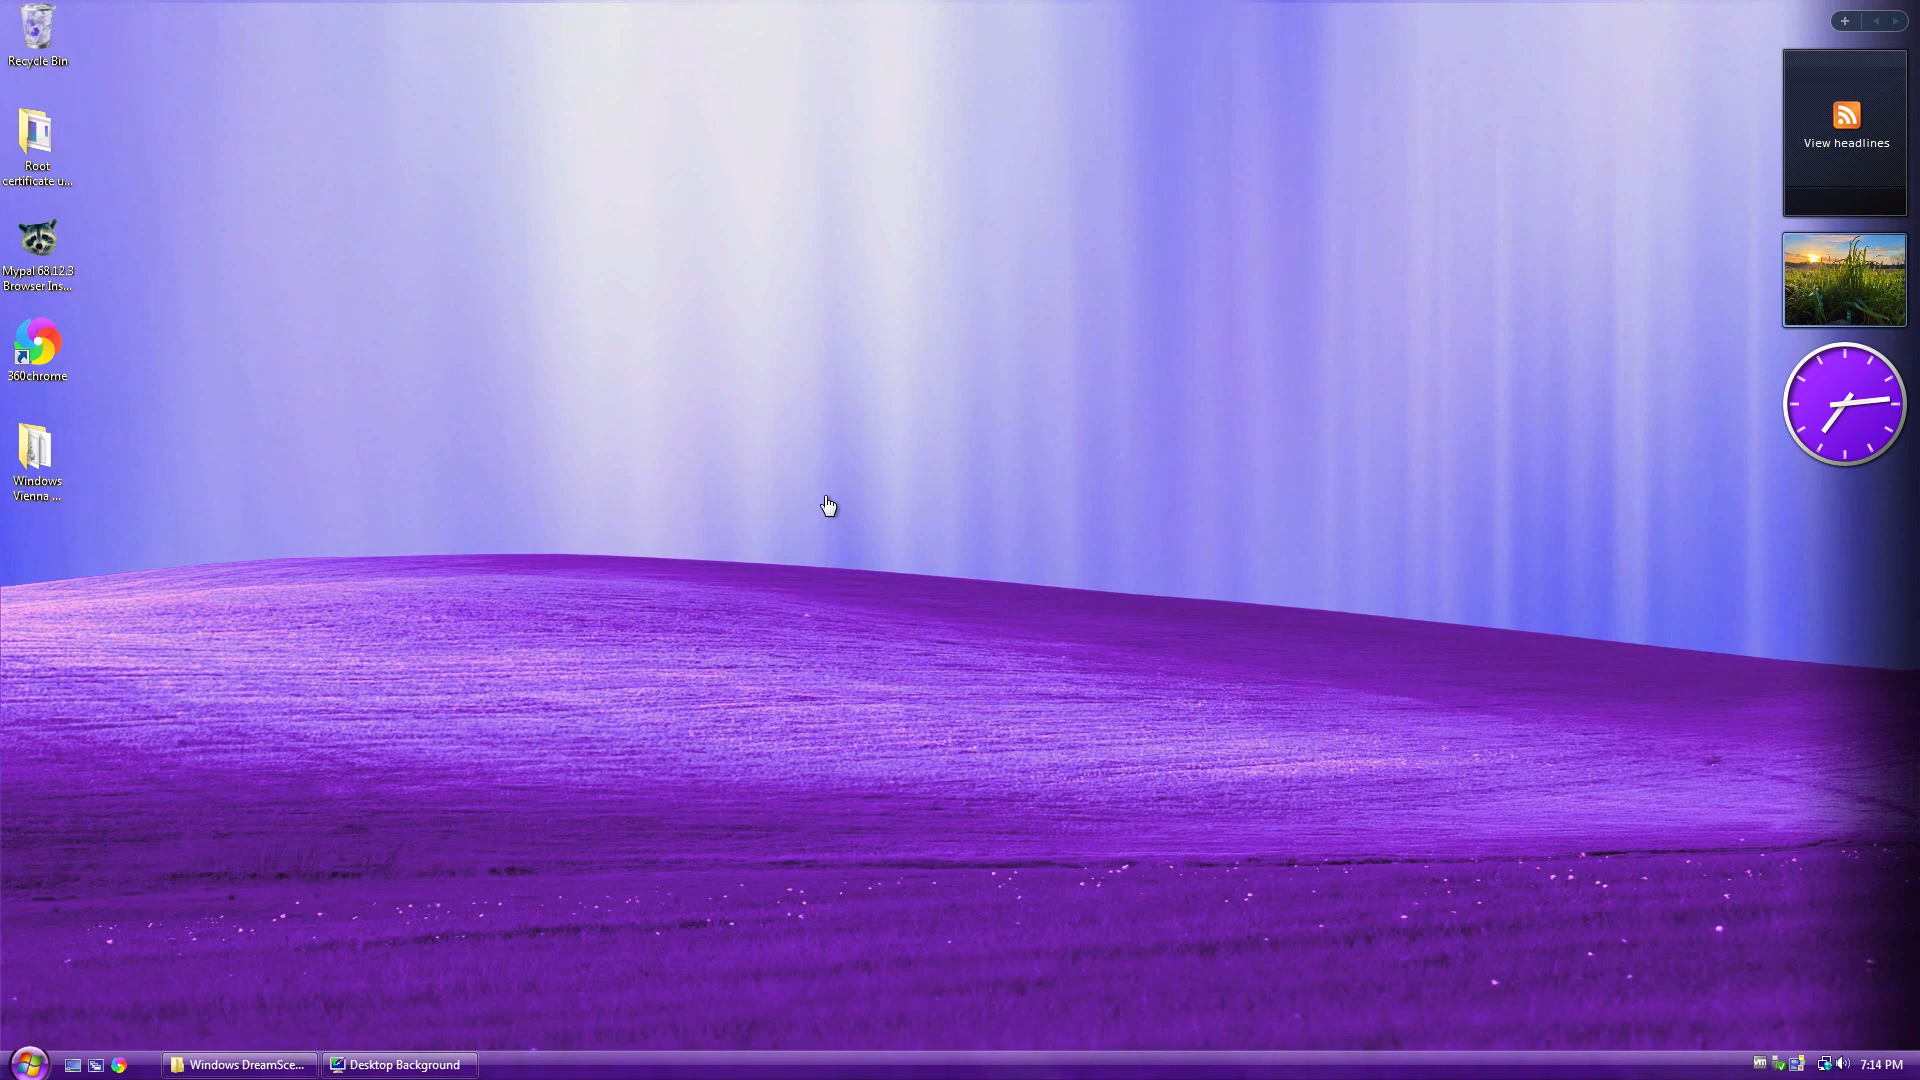 Recycle Bin
Root
certificate u...
Mypal 68.12.3
Browser Ins...
360chrome
Windows
Vienna ...
View headlines
Windows DreamSce...
Desktop Background
vm
7:14 PM